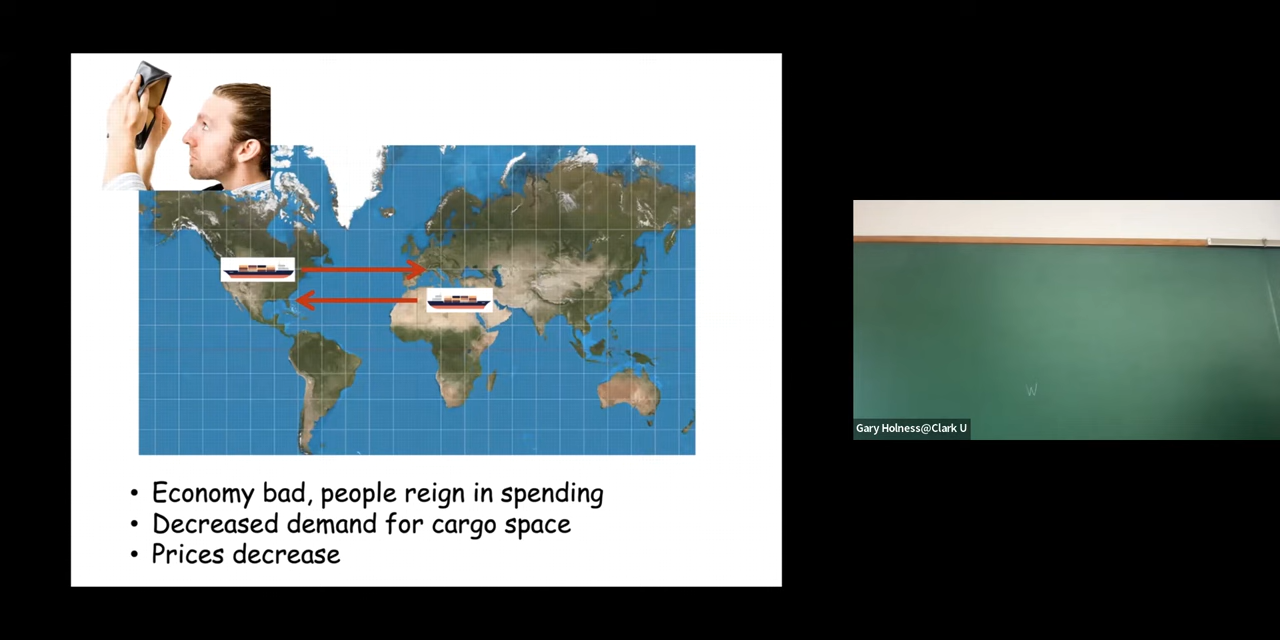 • Economy bad, people reign in spending
• Decreased demand for cargo space
• Prices decrease
W
Gary Holness@Clark U